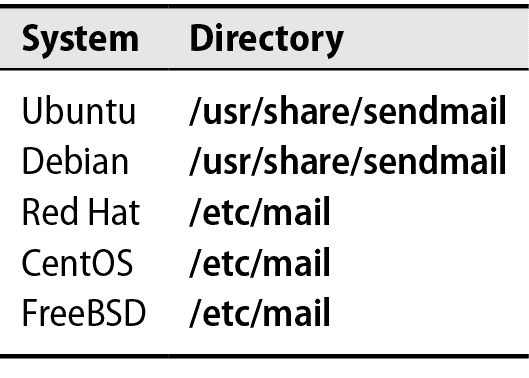 System Directory
Ubuntu /usr/share/sendmail
Debian /usr/share/sendmail
Red Hat /etc/mail
CentOS /etc/mail
FreeBSD /etc/mail